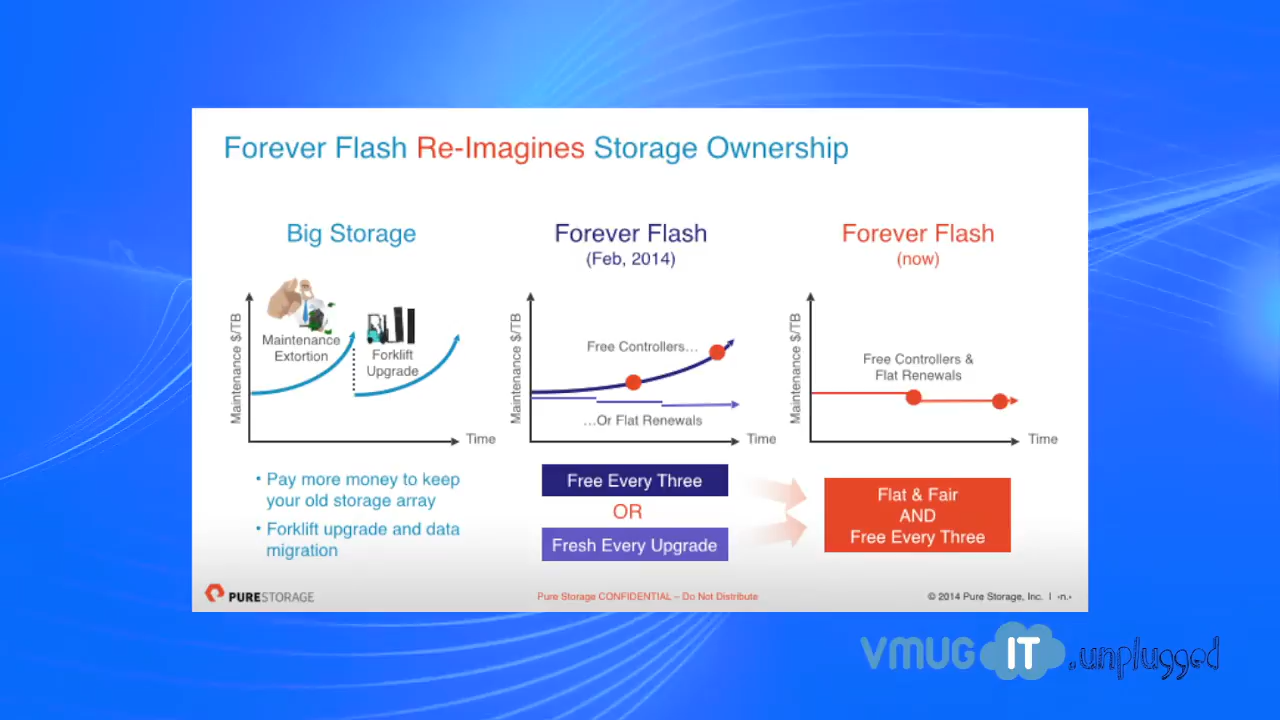 Forever Flash Re-Imagines Storage Ownership
Big Storage
Maintenance $/TB
Maintenance
Extortion
Forklift
Upgrade
Time
• Pay more money to keep
your old storage array
• Forklift upgrade and data
migration
Forever Flash
(Feb, 2014)
Maintenance $/TB
Free Controllers…
…Or Flat Renewals
Time
Free Every Three
OR
Fresh Every Upgrade
Forever Flash
(now)
Maintenance $/TB
Free Controllers &
Flat Renewals
Time
Flat & Fair
AND
Free Every Three
PURESTORAGE
Pure Storage CONFIDENTIAL – Do Not Distribute
© 2014 Pure Storage, Inc. | ‹n.›
VMUG IT .unplugged